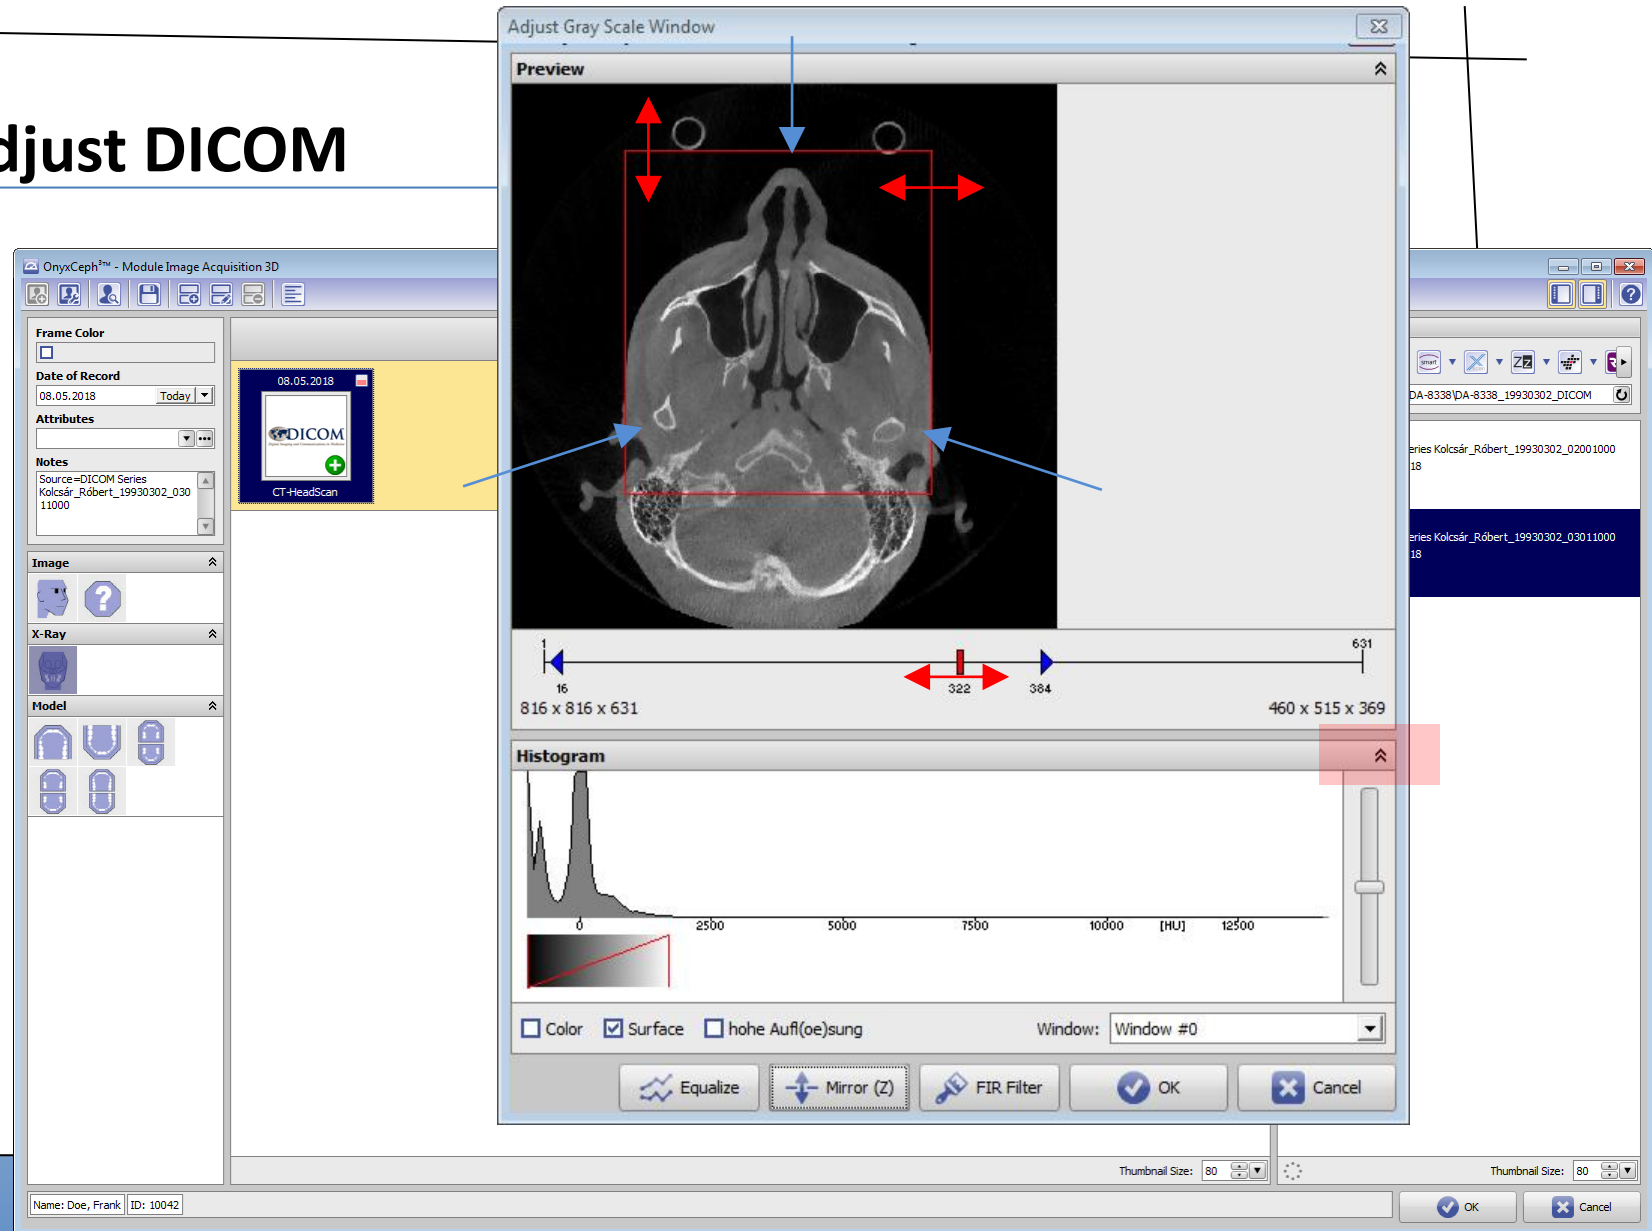 djust DICOM
Adjust Gray Scale Window
Preview
1
631
16
322
384
816 x 816 x 631
460 x 515 x 369
Histogram
0
2500
5000
7500
10000
[HU]
12500
Color
Surface
hohe Aufl(oe)sung
Window:
Window #0
Equalize
Mirror (Z)
FIR Filter
OK
Cancel
OnyxCeph³™ - Module Image Acquisition 3D
Frame Color
Date of Record
08.05.2018
Today
Attributes
Notes
Source=DICOM Series
Kolcsár_Róbert_19930302_030
11000
Image
X-Ray
Model
08.05.2018
DICOM
CT-HeadScan
smart
ZZ
DA-8338\DA-8338_19930302_DICOM
eries Kolcsár_Róbert_19930302_02001000
18
eries Kolcsár_Róbert_19930302_03011000
18
Thumbnail Size: 80
Thumbnail Size: 80
Name: Doe, Frank
ID: 10042
OK
Cancel